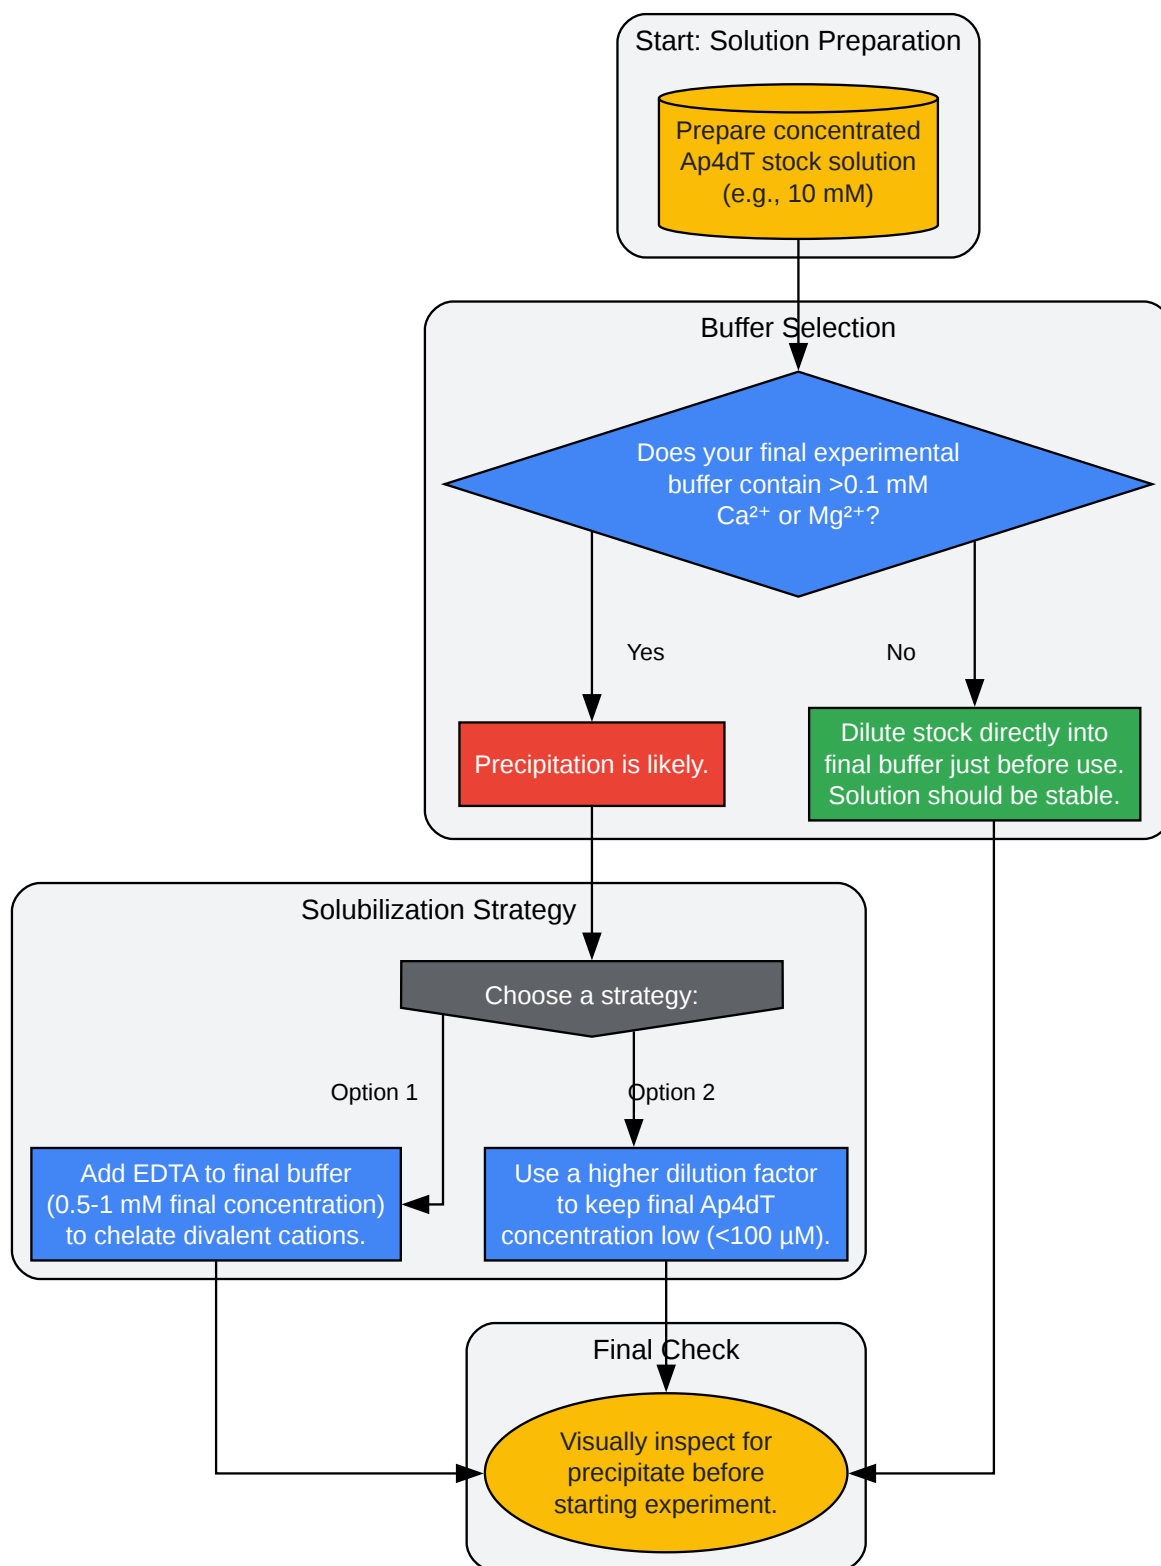 Start: Solution Preparation
Prepare concentrated
Ap4dT stock solution
(e.g., 10 mM)
Buffer Selection
Does your final experimental
buffer contain >0.1 mM
Ca²⁺ or Mg²⁺?
Yes
No
Precipitation is likely.
Dilute stock directly into
final buffer just before use.
Solution should be stable.
Solubilization Strategy
Choose a strategy:
Option 1
Option 2
Add EDTA to final buffer
(0.5-1 mM final concentration)
to chelate divalent cations.
Use a higher dilution factor
to keep final Ap4dT
concentration low (<100 µM).
Final Check
Visually inspect for
precipitate before
starting experiment.